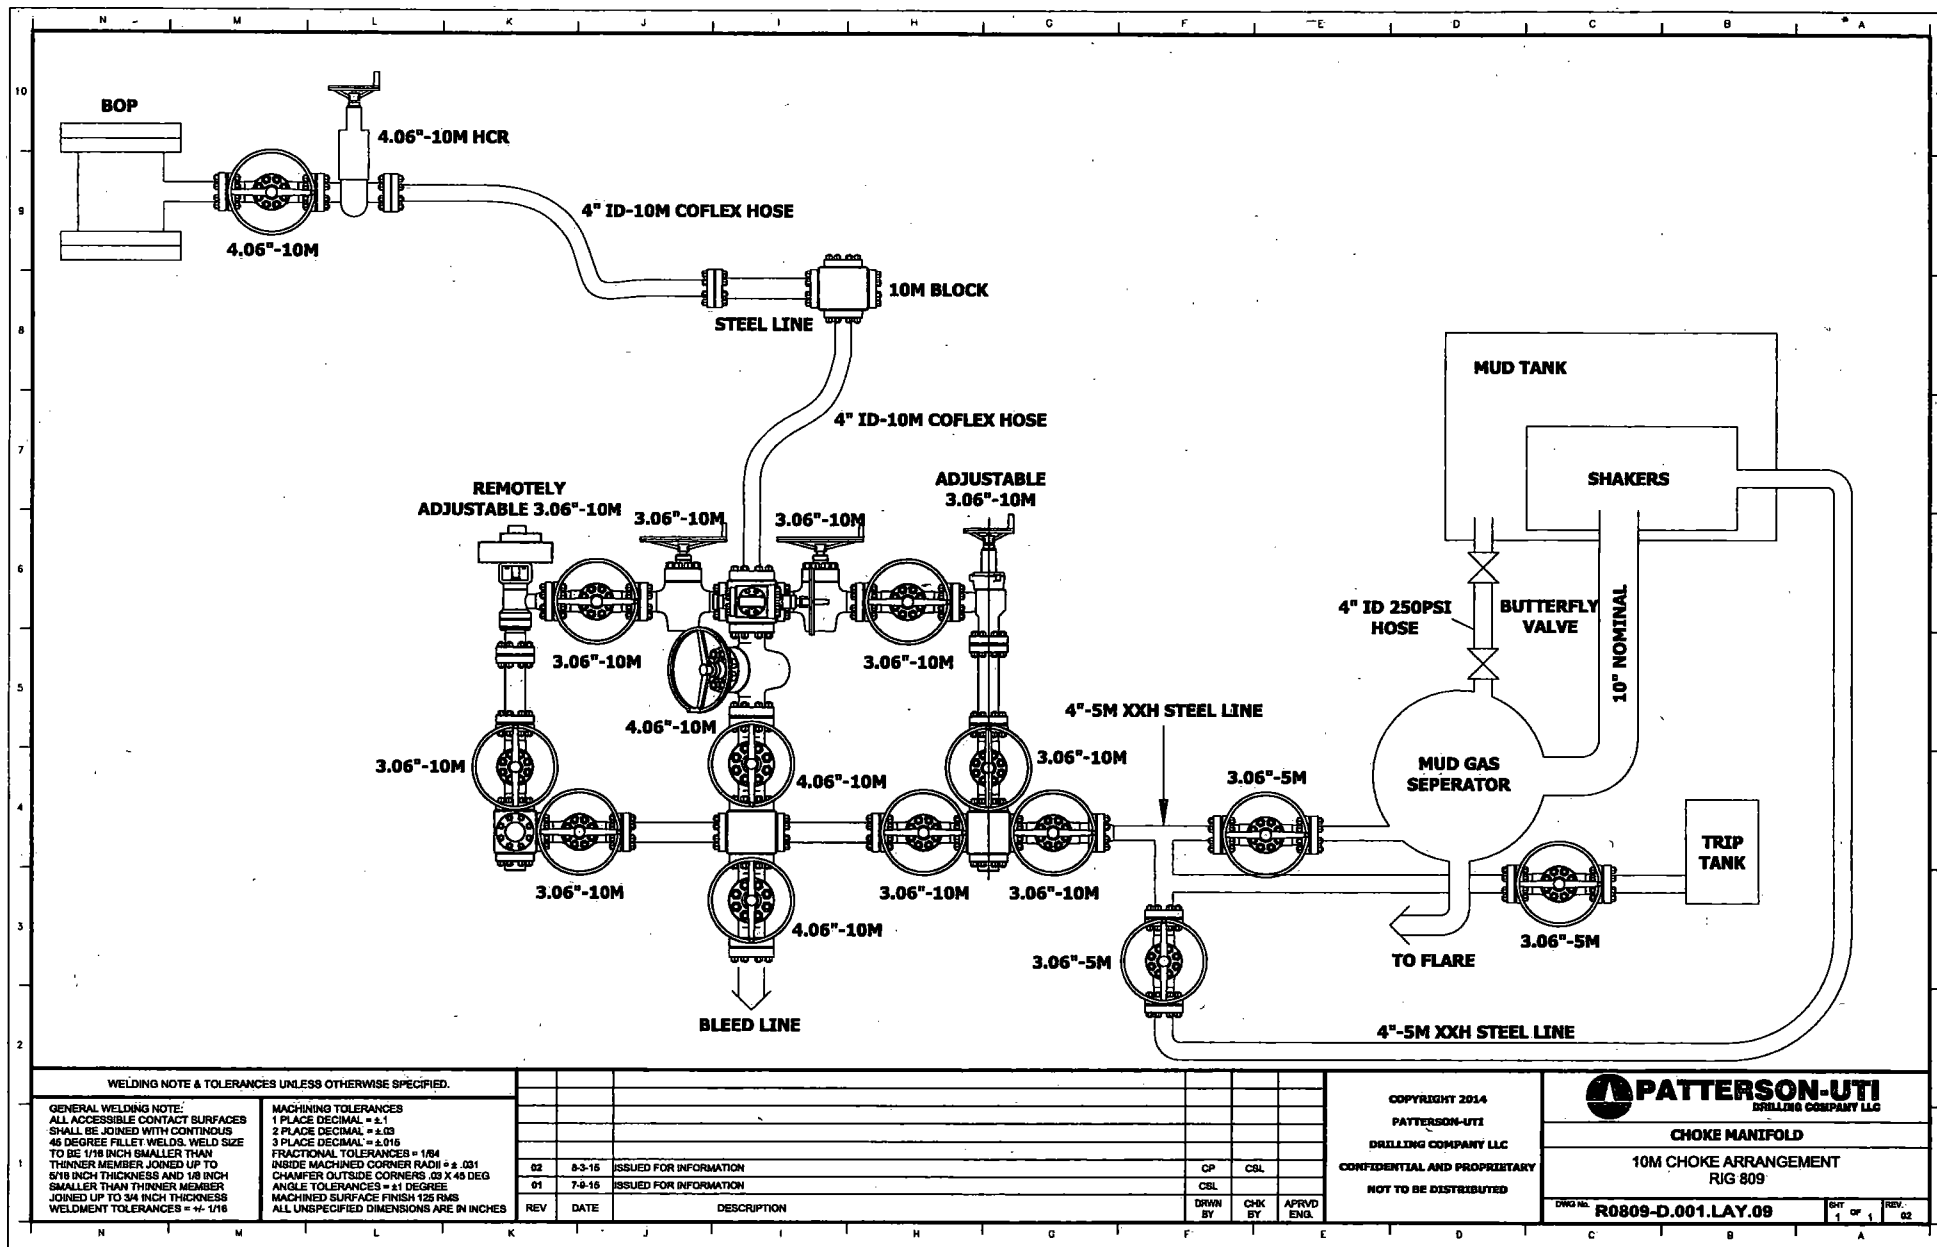 N M L K J I H G F E D C B A
10
9
8
7
6
5
4
3
2
1
BOP
4.06"-10M HCR
4.06"-10M
4" ID-10M COFLEX HOSE
10M BLOCK
STEEL LINE
4" ID-10M COFLEX HOSE
MUD TANK
SHAKERS
REMOTELY
ADJUSTABLE 3.06"-10M
3.06"-10M
3.06"-10M
ADJUSTABLE
3.06"-10M
3.06"-10M
3.06"-10M
4" ID 250PSI
HOSE
BUTTERFLY
VALVE
10" NOMINAL
4.06"-10M
4"-5M XXH STEEL LINE
3.06"-10M
4.06"-10M
3.06"-10M
3.06"-5M
MUD GAS
SEPERATOR
TRIP
TANK
3.06"-10M
3.06"-10M
3.06"-10M
4.06"-10M
3.06"-5M
3.06"-5M
TO FLARE
BLEED LINE
4"-5M XXH STEEL LINE
WELDING NOTE & TOLERANCES UNLESS OTHERWISE SPECIFIED.
GENERAL WELDING NOTE:
ALL ACCESSIBLE CONTACT SURFACES
SHALL BE JOINED WITH CONTINOUS
45 DEGREE FILLET WELDS. WELD SIZE
TO BE 1/16 INCH SMALLER THAN
THINNER MEMBER JOINED UP TO
5/16 INCH THICKNESS AND 1/8 INCH
SMALLER THAN THINNER MEMBER
JOINED UP TO 3/4 INCH THICKNESS
WELDMENT TOLERANCES = +/- 1/16
MACHINING TOLERANCES
1 PLACE DECIMAL = ±.1
2 PLACE DECIMAL = ±.03
3 PLACE DECIMAL = ±.015
FRACTIONAL TOLERANCES = 1/64
INSIDE MACHINED CORNER RADII = ± .031
CHAMFER OUTSIDE CORNERS .03 X 45 DEG
ANGLE TOLERANCES = ±1 DEGREE
MACHINED SURFACE FINISH 125 RMS
ALL UNSPECIFIED DIMENSIONS ARE IN INCHES
02 8-3-15 ISSUED FOR INFORMATION CP CSL
01 7-9-15 ISSUED FOR INFORMATION CSL
REV DATE DESCRIPTION DRWN BY CHK BY APRVD ENG.
COPYRIGHT 2014
PATTERSON-UTI
DRILLING COMPANY LLC
CONFIDENTIAL AND PROPRIETARY
NOT TO BE DISTRIBUTED
PATTERSON-UTI
DRILLING COMPANY LLC
CHOKE MANIFOLD
10M CHOKE ARRANGEMENT
RIG 809
DWG No. R0809-D.001.LAY.09 SHT 1 OF 1 REV. 02
N M L K J I H G F E D C B A